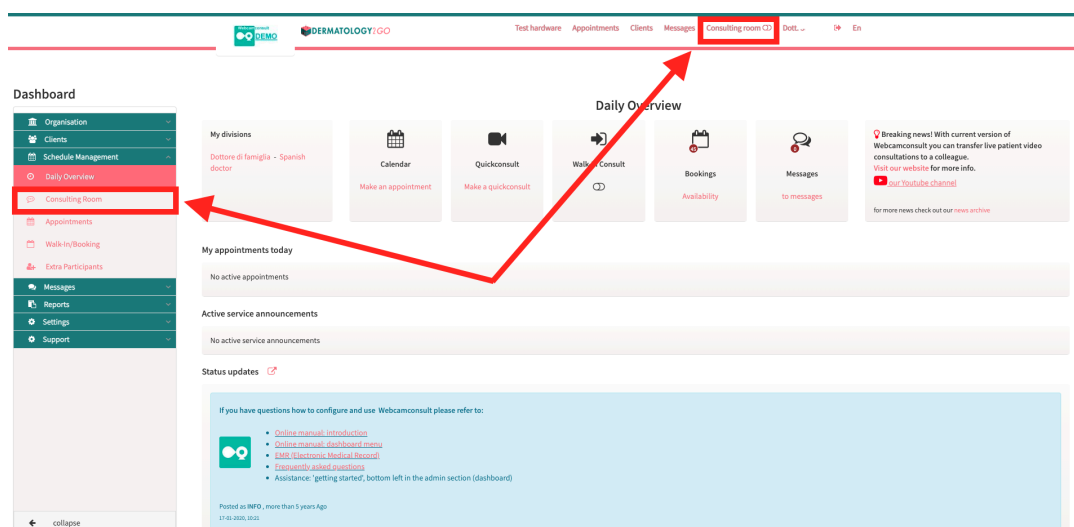 DEMO
DERMATOLOGY2GO
Test hardware Appointments Clients Messages Consulting room Dott. En
Dashboard
Organisation
Clients
Schedule Management
Daily Overview
Consulting Room
Appointments
Walk-In/Booking
Extra Participants
Messages
Reports
Settings
Support
collapse
Daily Overview
My divisions
Dottore di famiglia - Spanish
doctor
Calendar
Make an appointment
Quickconsult
Make a quickconsult
Consult
45
Bookings
Availability
Messages
to messages
Breaking news! With current version of
Webcamconsult you can transfer live patient video
consultations to a colleague.
Visit our website for more info.
our Youtube channel
for more news check out our news archive
My appointments today
No active appointments
Active service announcements
No active service announcements
Status updates
If you have questions how to configure and use Webcamconsult please refer to:
Online manual: introduction
Online manual: dashboard menu
EMR (Electronic Medical Record)
Frequently asked questions
Assistance: 'getting started', bottom left in the admin section (dashboard)
Posted as INFO , more than 5 years Ago
17-01-2020, 10:21